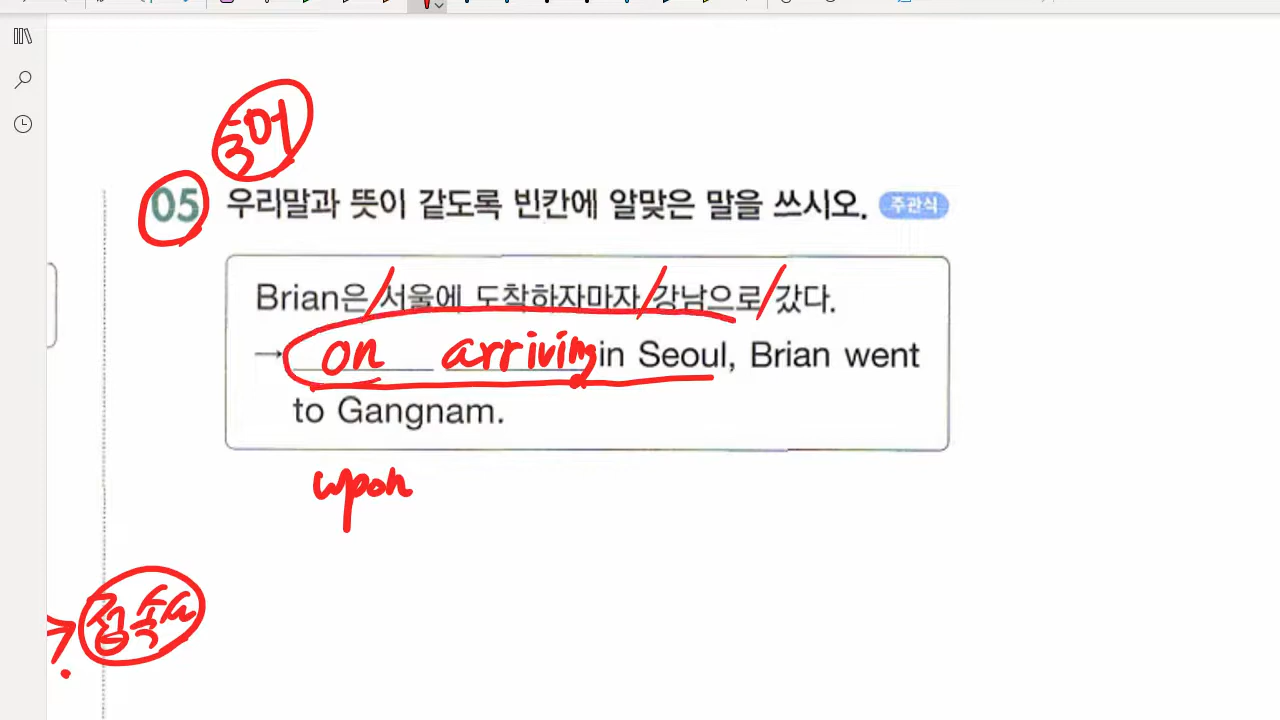 중요
05 우리말과 뜻이 같도록 빈칸에 알맞은 말을 쓰시오. 주관식
Brian은 / 서울에 도착하자마자 / 강남으로 / 갔다.
→ on arriving in Seoul, Brian went
to Gangnam.
upon
접속사